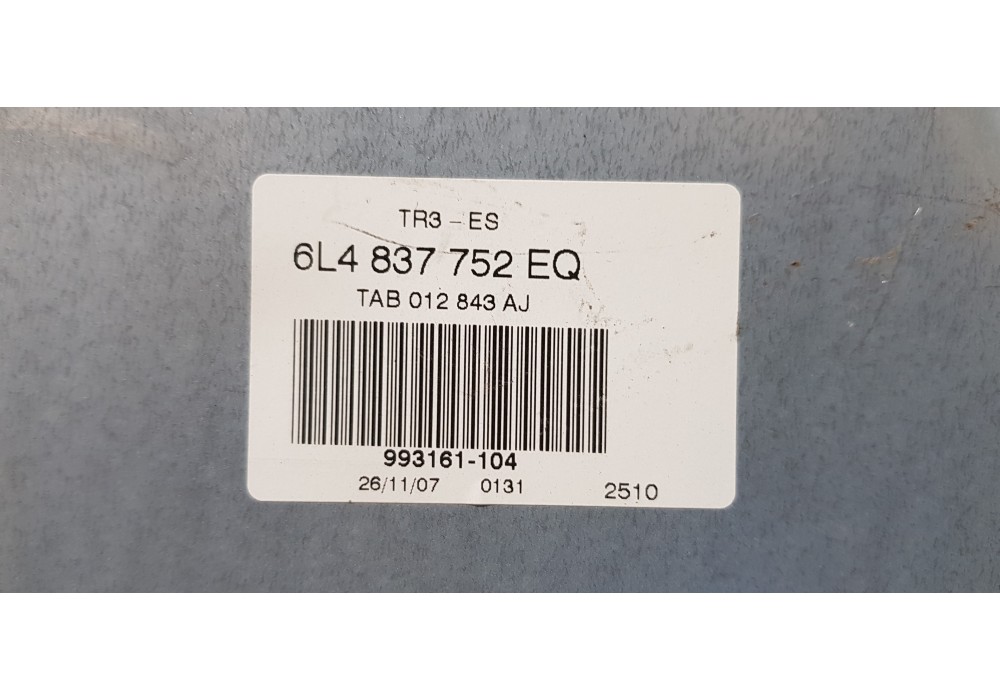 TR3 - ES
6L4 837 752 EQ
TAB 012 843 AJ
993161-104
26/11/07 0131 2510